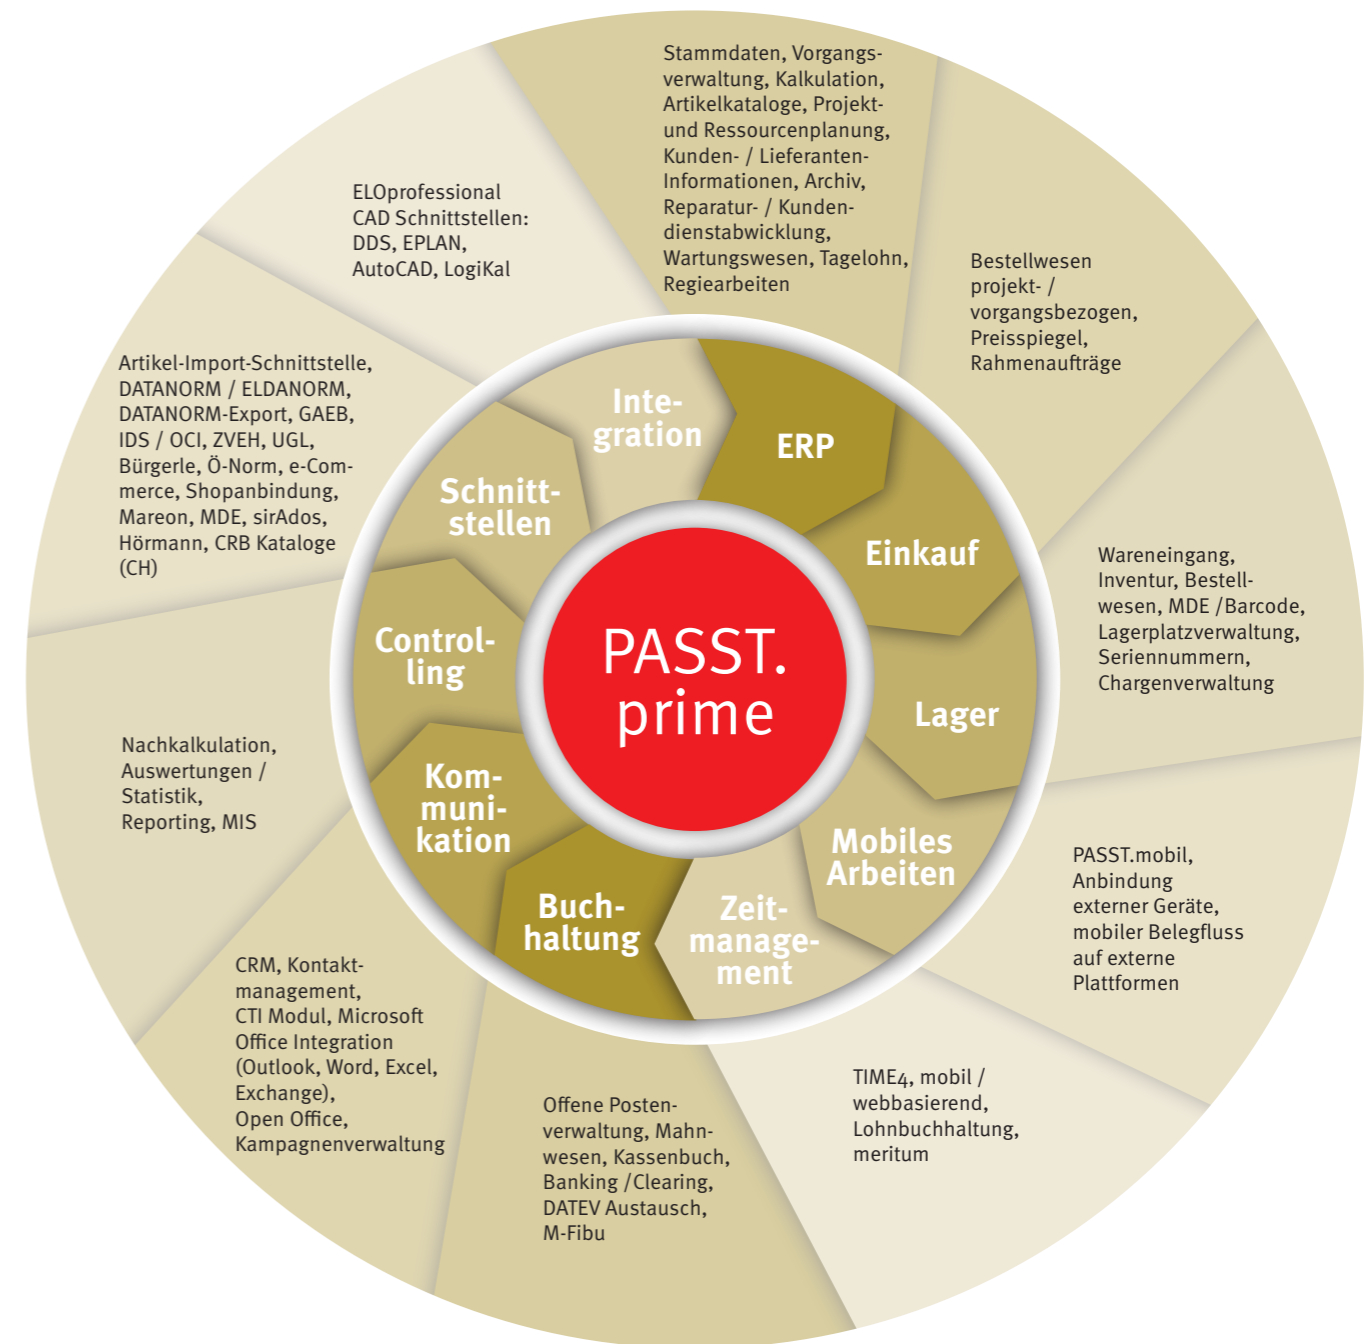 PASST.
prime
ERP
Stammdaten, Vorgangs-
verwaltung, Kalkulation,
Artikelkataloge, Projekt-
und Ressourcenplanung,
Kunden- / Lieferanten-
Informationen, Archiv,
Reparatur- / Kunden-
dienstabwicklung,
Wartungswesen, Tagelohn,
Regiearbeiten
Einkauf
Bestellwesen
projekt- /
vorgangsbezogen,
Preisspiegel,
Rahmenaufträge
Lager
Wareneingang,
Inventur, Bestell-
wesen, MDE /Barcode,
Lagerplatzverwaltung,
Seriennummern,
Chargenverwaltung
Mobiles
Arbeiten
PASST.mobil,
Anbindung
externer Geräte,
mobiler Belegfluss
auf externe
Plattformen
Zeit-
manage-
ment
TIME4, mobil /
webbasierend,
Lohnbuchhaltung,
meritum
Buch-
haltung
Offene Posten-
verwaltung, Mahn-
wesen, Kassenbuch,
Banking /Clearing,
DATEV Austausch,
M-Fibu
Kom-
muni-
kation
CRM, Kontakt-
management,
CTI Modul, Microsoft
Office Integration
(Outlook, Word, Excel,
Exchange),
Open Office,
Kampagnenverwaltung
Control-
ling
Nachkalkulation,
Auswertungen /
Statistik,
Reporting, MIS
Schnitt-
stellen
Artikel-Import-Schnittstelle,
DATANORM / ELDANORM,
DATANORM-Export, GAEB,
IDS / OCI, ZVEH, UGL,
Bürgerle, Ö-Norm, e-Com-
merce, Shopanbindung,
Mareon, MDE, sirAdos,
Hörmann, CRB Kataloge
(CH)
Inte-
gration
ELOprofessional
CAD Schnittstellen:
DDS, EPLAN,
AutoCAD, LogiKal